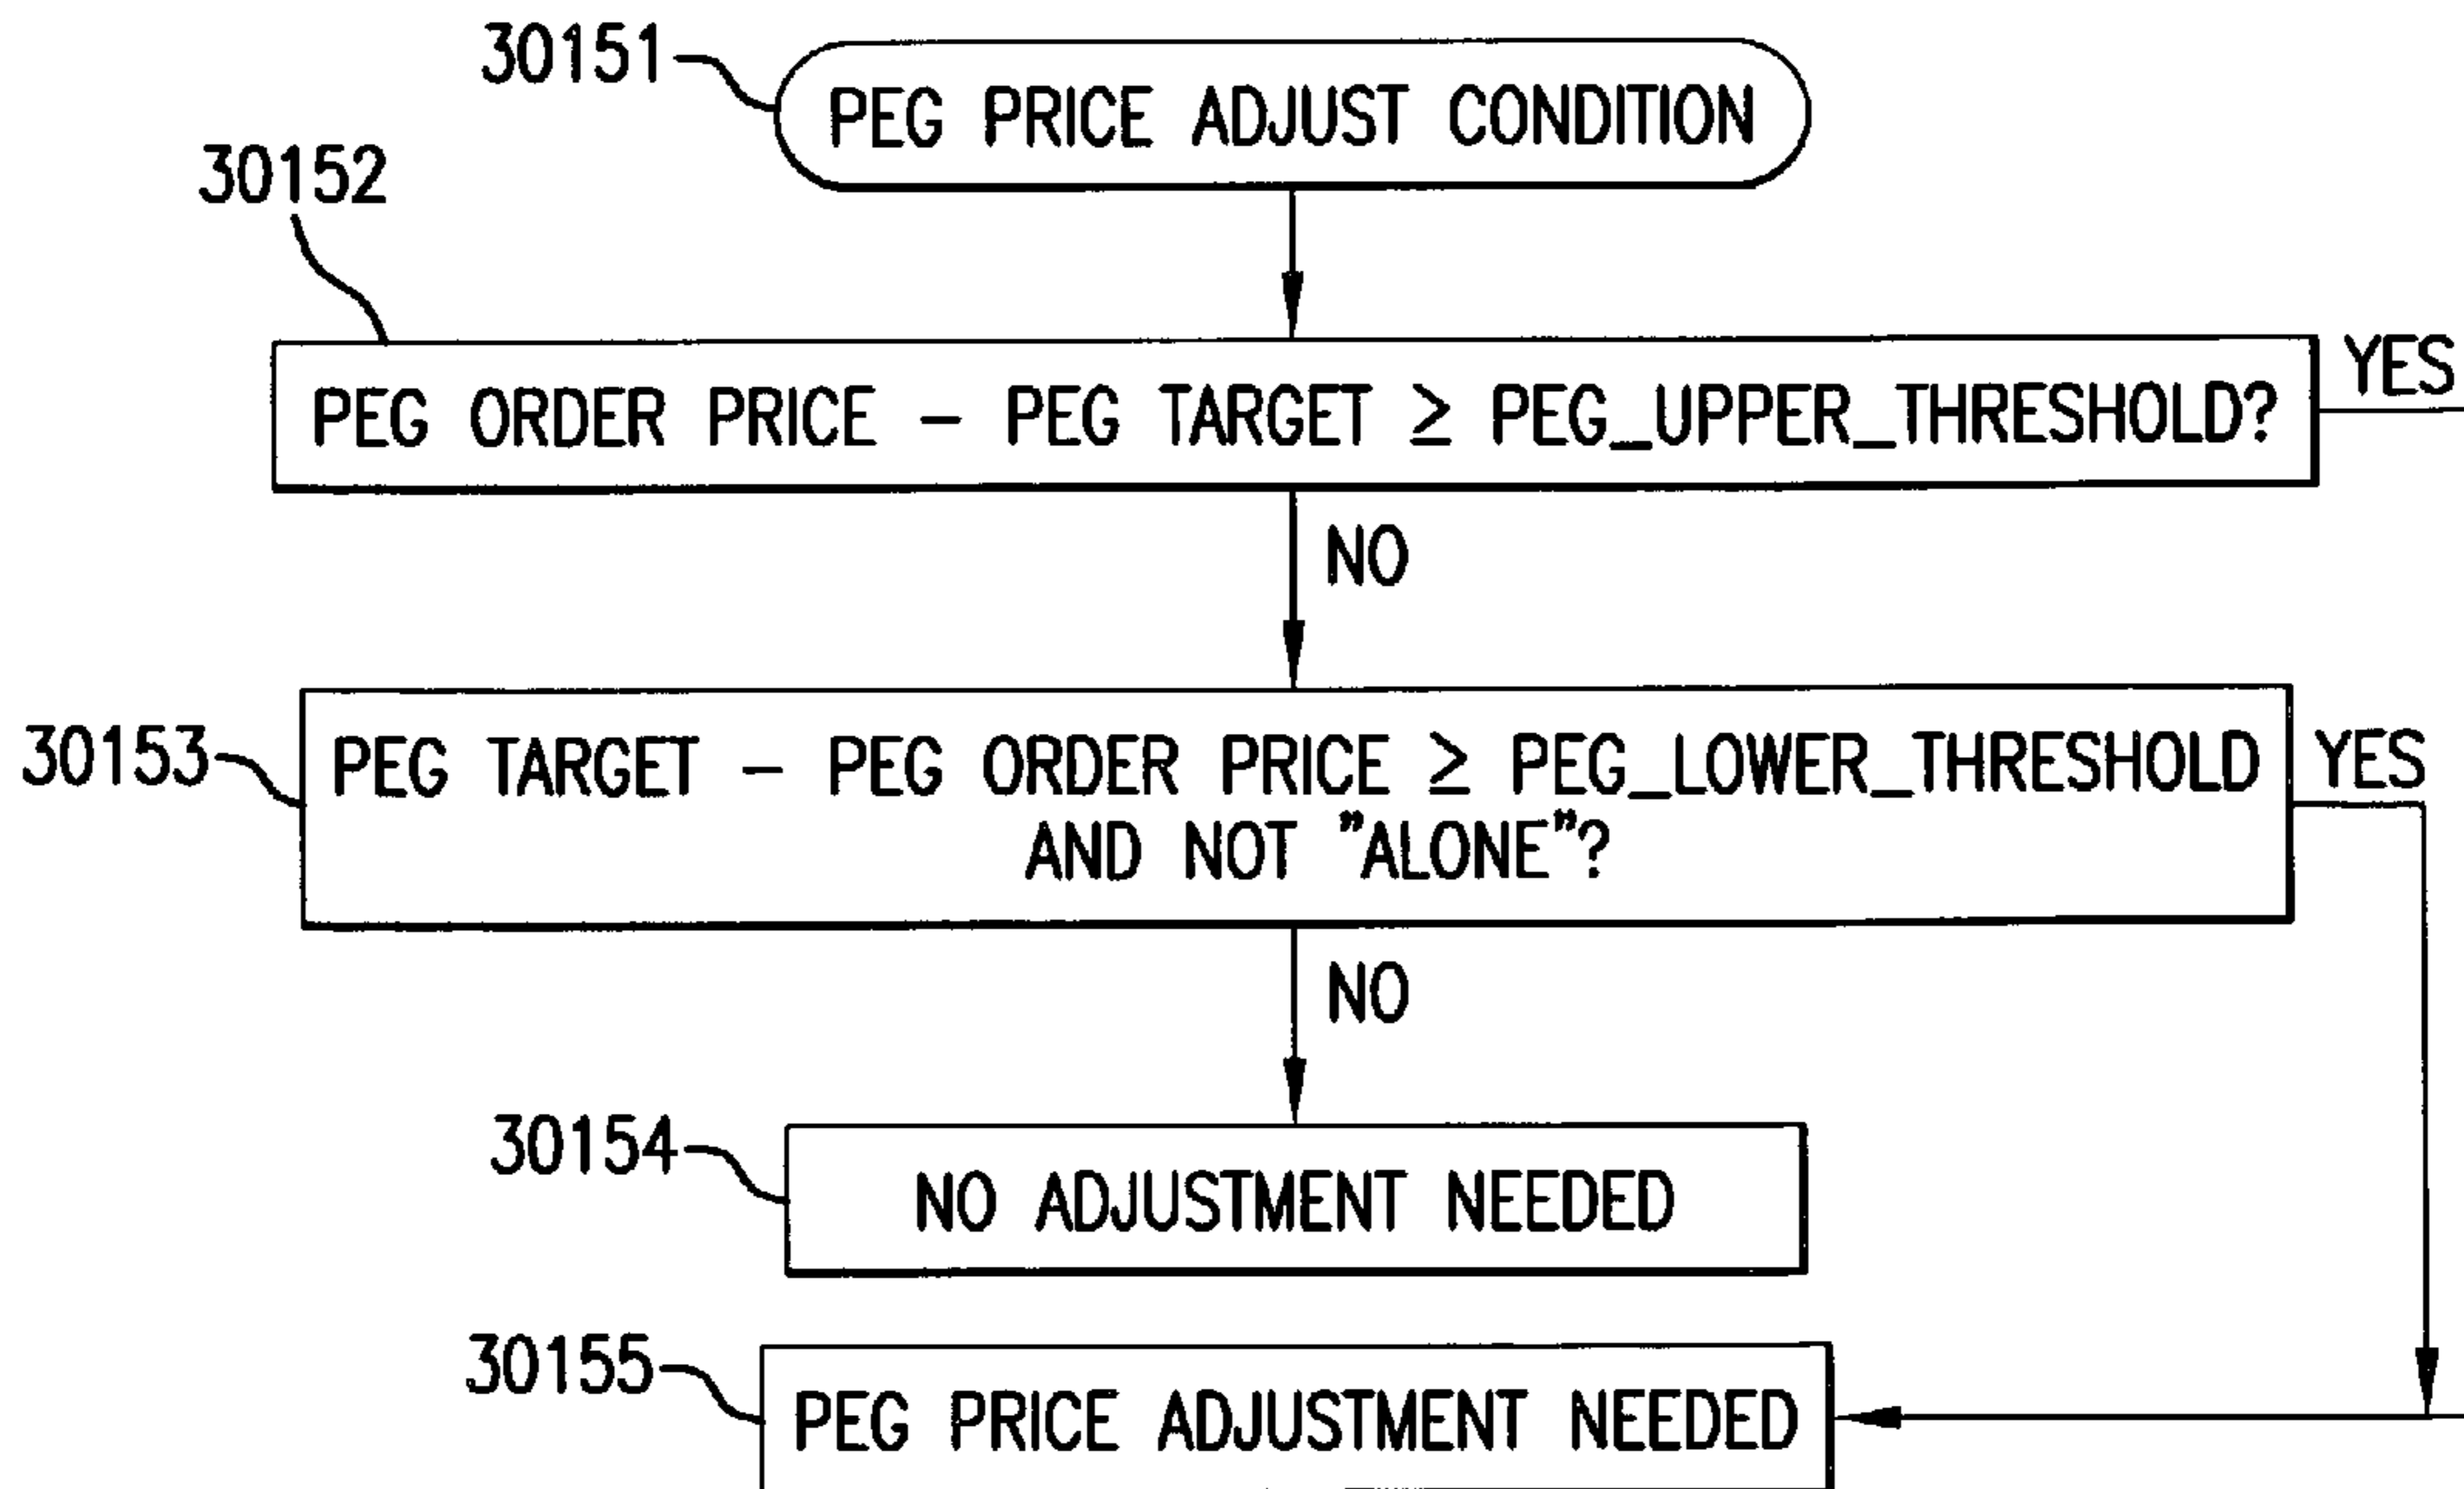 30151
PEG PRICE ADJUST CONDITION
30152
PEG ORDER PRICE - PEG TARGET ≥ PEG_UPPER_THRESHOLD?
YES
NO
30153
PEG TARGET - PEG ORDER PRICE ≥ PEG_LOWER_THRESHOLD
AND NOT "ALONE"?
YES
NO
30154
NO ADJUSTMENT NEEDED
30155
PEG PRICE ADJUSTMENT NEEDED